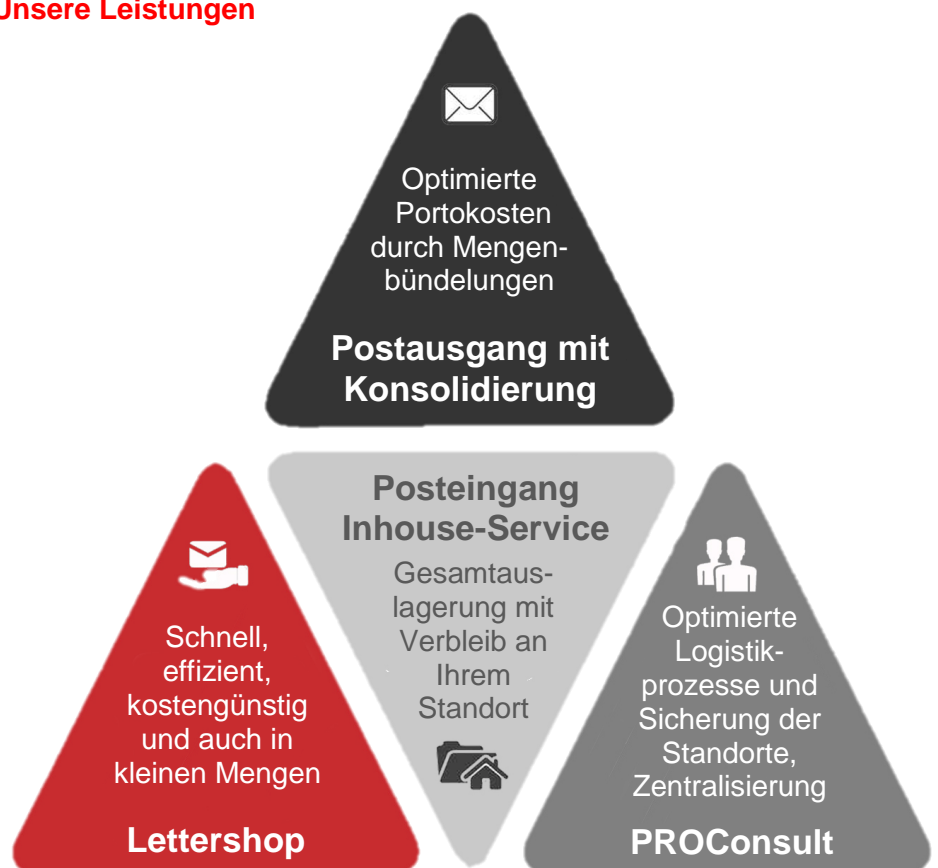 Unsere Leistungen
Optimierte
Portokosten
durch Mengen-
bündelungen
Postausgang mit
Konsolidierung
Posteingang
Inhouse-Service
Gesamtaus-
lagerung mit
Verbleib an
Ihrem
Standort
Schnell,
effizient,
kostengünstig
und auch in
kleinen Mengen
Lettershop
Optimierte
Logistik-
prozesse und
Sicherung der
Standorte,
Zentralisierung
PROConsult